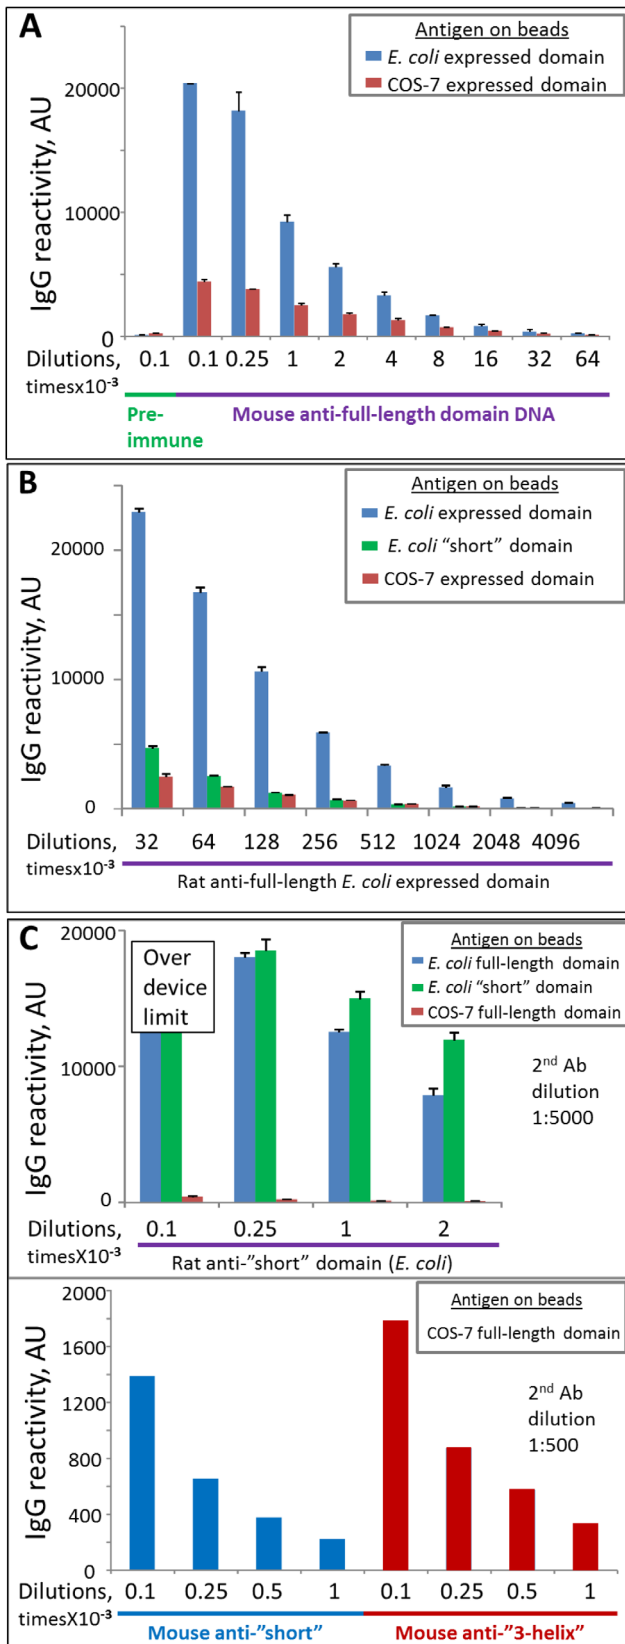 A
Antigen on beads
E. coli expressed domain
COS-7 expressed domain
IgG reactivity, AU
20000
10000
0
Dilutions, 0.1 0.1 0.25 1 2 4 8 16 32 64
timesx10⁻³
Pre-immune
Mouse anti-full-length domain DNA
B
Antigen on beads
E. coli expressed domain
E. coli “short” domain
COS-7 expressed domain
IgG reactivity, AU
20000
10000
0
Dilutions, 32 64 128 256 512 1024 2048 4096
timesx10⁻³
Rat anti-full-length E. coli expressed domain
C
Antigen on beads
E. coli full-length domain
E. coli “short” domain
COS-7 full-length domain
Over
device
limit
2nd Ab
dilution
1:5000
IgG reactivity, AU
20000
10000
0
Dilutions, 0.1 0.25 1 2
timesX10⁻³
Rat anti-”short” domain (E. coli)
Antigen on beads
COS-7 full-length domain
2nd Ab
dilution
1:500
IgG reactivity, AU
2000
1600
1200
800
400
0
Dilutions, 0.1 0.25 0.5 1 0.1 0.25 0.5 1
timesX10⁻³
Mouse anti-”short” Mouse anti-”3-helix”